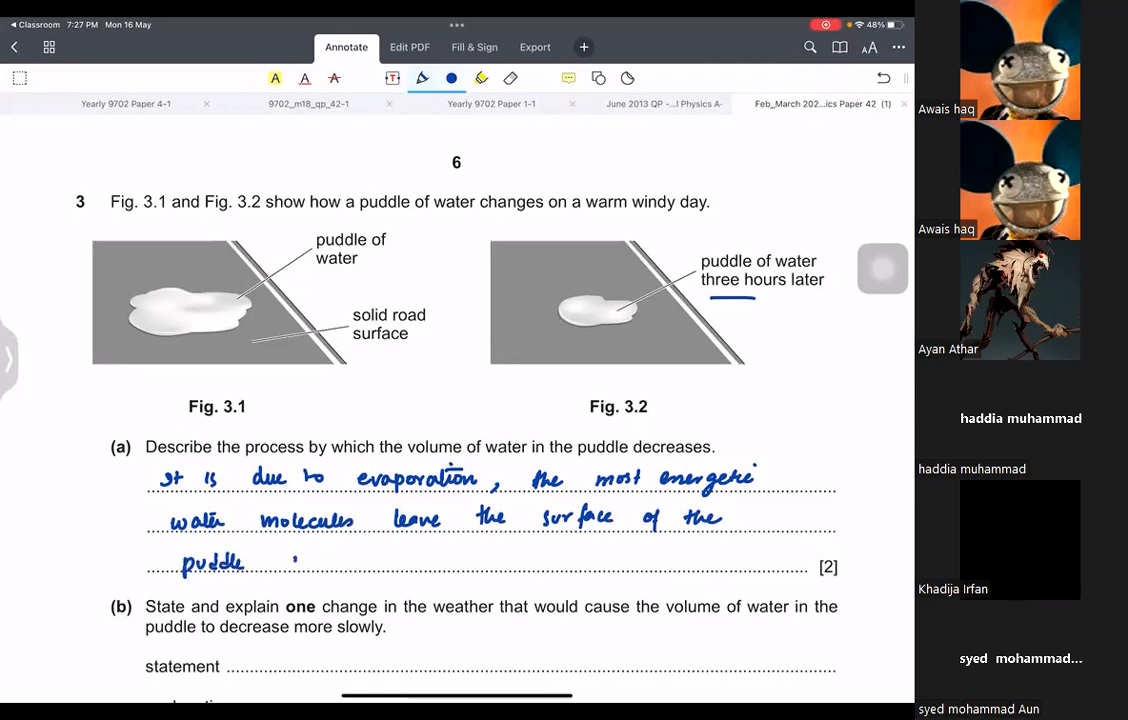 Classroom 7:27 PM Mon 16 May
48%
Annotate Edit PDF Fill & Sign Export
Yearly 9702 Paper 4-1 9702_m18_qp_42-1 Yearly 9702 Paper 1-1 June 2013 QP -...l Physics A- Feb_March 202...ics Paper 42 (1)
6
3 Fig. 3.1 and Fig. 3.2 show how a puddle of water changes on a warm windy day.
puddle of
water
solid road
surface
puddle of water
three hours later
Fig. 3.1
Fig. 3.2
(a) Describe the process by which the volume of water in the puddle decreases.
It is due to evaporation, the most energetic
water molecules leave the surface of the
puddle .
[2]
(b) State and explain one change in the weather that would cause the volume of water in the
puddle to decrease more slowly.
statement
Awais haq
Awais haq
Ayan Athar
haddia muhammad
haddia muhammad
Khadija Irfan
syed mohammad...
syed mohammad Aun